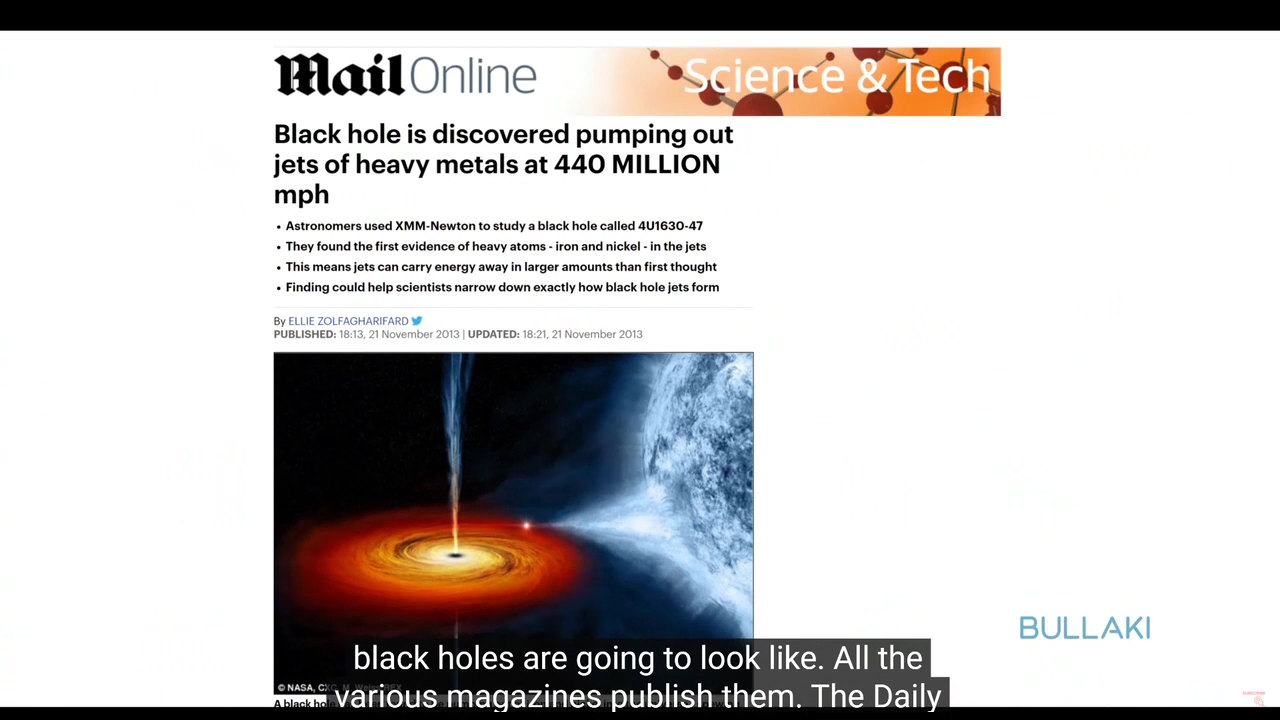 Mail Online
Science & Tech
Black hole is discovered pumping out
jets of heavy metals at 440 MILLION
mph
• Astronomers used XMM-Newton to study a black hole called 4U1630-47
• They found the first evidence of heavy atoms - iron and nickel - in the jets
• This means jets can carry energy away in larger amounts than first thought
• Finding could help scientists narrow down exactly how black hole jets form
By ELLIE ZOLFAGHARIFARD
PUBLISHED: 18:13, 21 November 2013 | UPDATED: 18:21, 21 November 2013
BULLAKI
black holes are going to look like. All the
© NASA,
various magazines publish them. The Daily
SUBSCRIBE